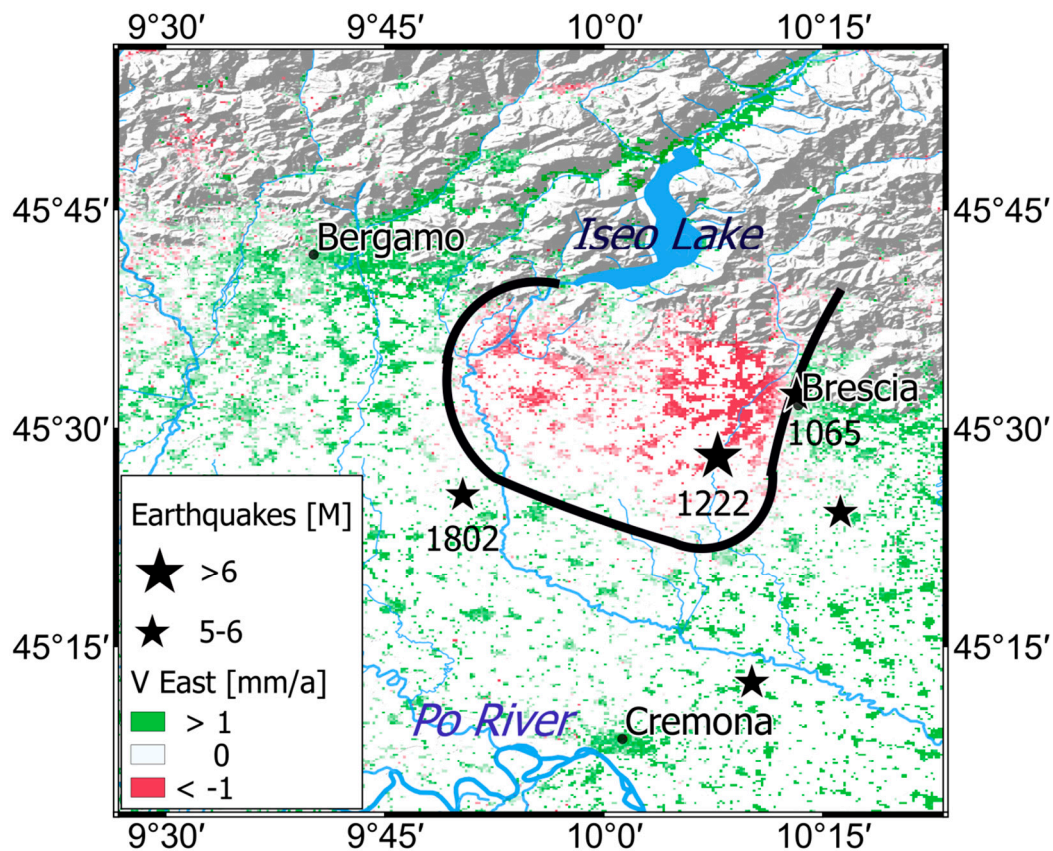 9°30′ 9°45′ 10°0′ 10°15′
45°45′ 45°45′
Bergamo
Iseo Lake
45°30′ 45°30′
Brescia
1065
1222
1802
Earthquakes [M]
>6
5-6
45°15′ 45°15′
V East [mm/a]
> 1
0
< -1
Po River
Cremona
9°30′ 9°45′ 10°0′ 10°15′